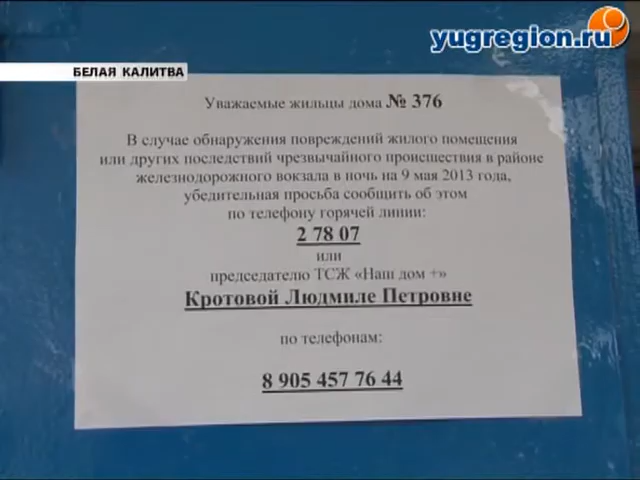 yugregion.ru
БЕЛАЯ КАЛИТВА
Уважаемые жильцы дома № 376
В случае обнаружения повреждений жилого помещения
или других последствий чрезвычайного происшествия в районе
железнодорожного вокзала в ночь на 9 мая 2013 года,
убедительная просьба сообщить об этом
по телефону горячей линии:
2 78 07
или
председателю ТСЖ «Наш дом +»
Кротовой Людмиле Петровне
по телефонам:
8 905 457 76 44